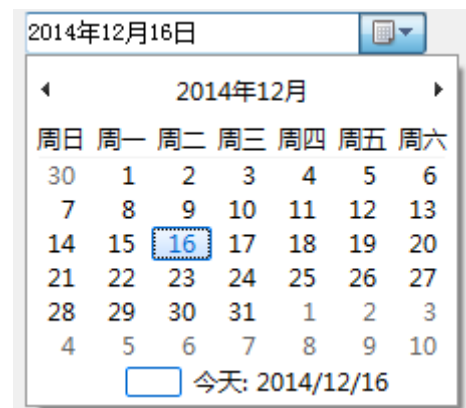 2014年12月16日
2014年12月
周日 周一 周二 周三 周四 周五 周六
30 1 2 3 4 5 6
7 8 9 10 11 12 13
14 15 16 17 18 19 20
21 22 23 24 25 26 27
28 29 30 31 1 2 3
4 5 6 7 8 9 10
今天: 2014/12/16